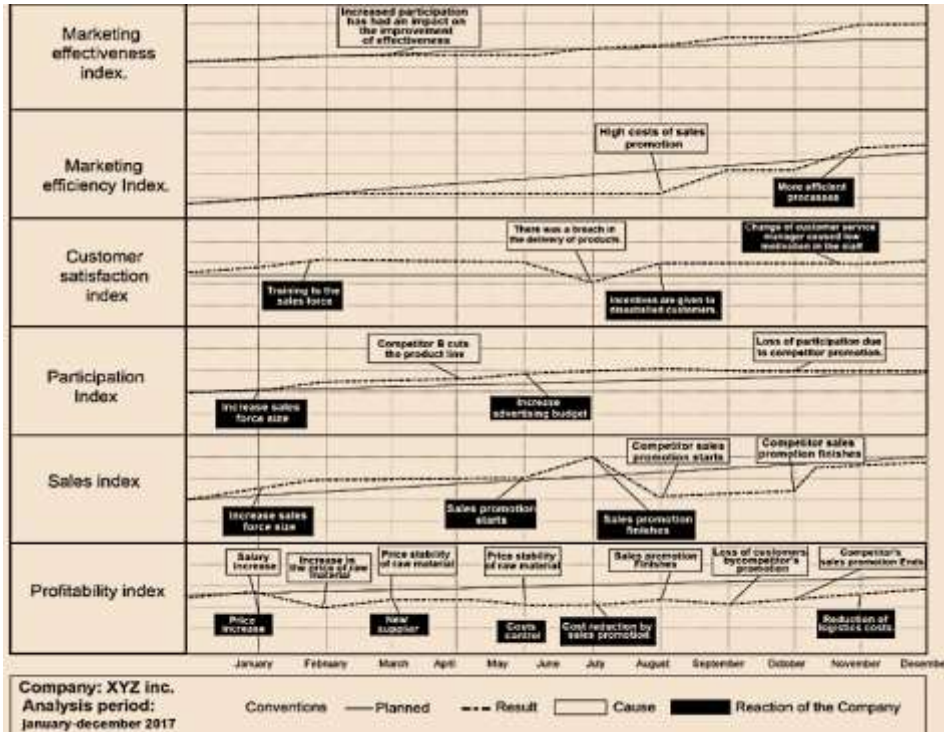 Marketing
effectiveness
index.
Increased participation
has had an impact on
the improvement
of effectiveness
Marketing
efficiency Index.
High costs of sales
promotion
More efficient
processes
Customer
satisfaction
index
There was a breach in
the delivery of products
Change of customer service
manager caused low
motivation in the staff
Training to the
sales force
Incentives are given to
dissatisfied customers.
Participation
Index
Competitor B cuts
the product line
Loss of participation due
to competitor promotion.
Increase sales
force size
Increase
advertising budget
Sales index
Competitor sales
promotion starts
Competitor sales
promotion finishes
Increase sales
force size
Sales promotion
starts
Sales promotion
finishes
Profitability index
Salary
increase
Increase in
the price of raw
material
Price stability
of raw material
Price stability
of raw material
Sales promotion
Finishes
Loss of customers
bycompetitor's
promotion
Competitor's
sales promotion Ends.
Price
increase
New
supplier
Costs
control
Cost reduction by
sales promotion
Reduction of
logistics costs.
January February March April May June July August September October November Decembe
Company: XYZ inc.
Analysis period:
january-december 2017
Conventions Planned Result Cause Reaction of the Company